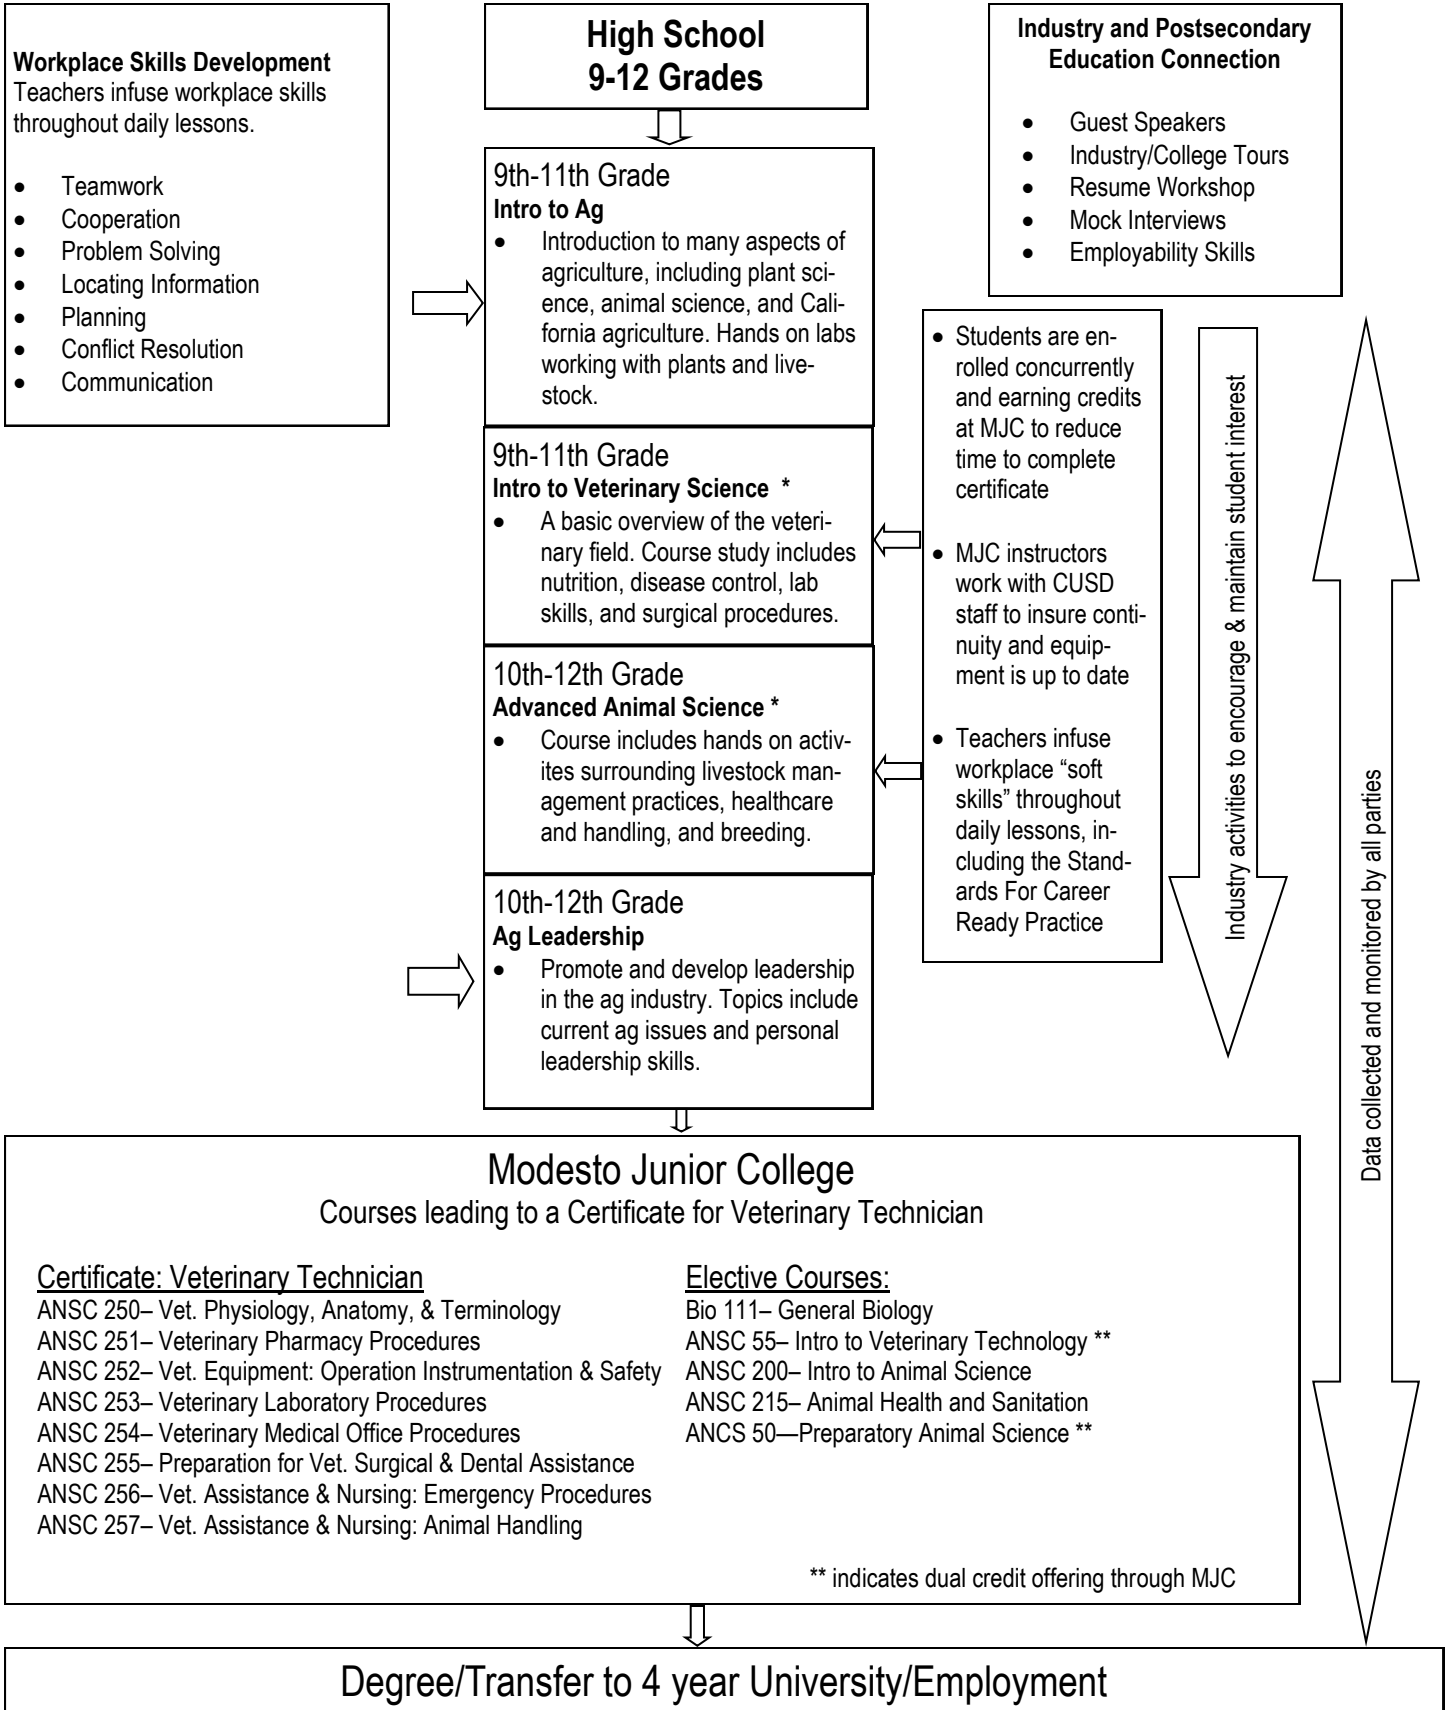 Workplace Skills Development
Teachers infuse workplace skills
throughout daily lessons.
• Teamwork
• Cooperation
• Problem Solving
• Locating Information
• Planning
• Conflict Resolution
• Communication
High School
9-12 Grades
Industry and Postsecondary
Education Connection
• Guest Speakers
• Industry/College Tours
• Resume Workshop
• Mock Interviews
• Employability Skills
9th-11th Grade
Intro to Ag
• Introduction to many aspects of
agriculture, including plant sci-
ence, animal science, and Cali-
fornia agriculture. Hands on labs
working with plants and live-
stock.
9th-11th Grade
Intro to Veterinary Science *
• A basic overview of the veteri-
nary field. Course study includes
nutrition, disease control, lab
skills, and surgical procedures.
10th-12th Grade
Advanced Animal Science *
• Course includes hands on activ-
ites surrounding livestock man-
agement practices, healthcare
and handling, and breeding.
10th-12th Grade
Ag Leadership
• Promote and develop leadership
in the ag industry. Topics include
current ag issues and personal
leadership skills.
• Students are en-
rolled concurrently
and earning credits
at MJC to reduce
time to complete
certificate
• MJC instructors
work with CUSD
staff to insure conti-
nuity and equip-
ment is up to date
• Teachers infuse
workplace “soft
skills” throughout
daily lessons, in-
cluding the Stand-
ards For Career
Ready Practice
Industry activities to encourage & maintain student interest
Data collected and monitored by all parties
Modesto Junior College
Courses leading to a Certificate for Veterinary Technician
Certificate: Veterinary Technician
ANSC 250– Vet. Physiology, Anatomy, & Terminology
ANSC 251– Veterinary Pharmacy Procedures
ANSC 252– Vet. Equipment: Operation Instrumentation & Safety
ANSC 253– Veterinary Laboratory Procedures
ANSC 254– Veterinary Medical Office Procedures
ANSC 255– Preparation for Vet. Surgical & Dental Assistance
ANSC 256– Vet. Assistance & Nursing: Emergency Procedures
ANSC 257– Vet. Assistance & Nursing: Animal Handling
Elective Courses:
Bio 111– General Biology
ANSC 55– Intro to Veterinary Technology **
ANSC 200– Intro to Animal Science
ANSC 215– Animal Health and Sanitation
ANCS 50—Preparatory Animal Science **
** indicates dual credit offering through MJC
Degree/Transfer to 4 year University/Employment